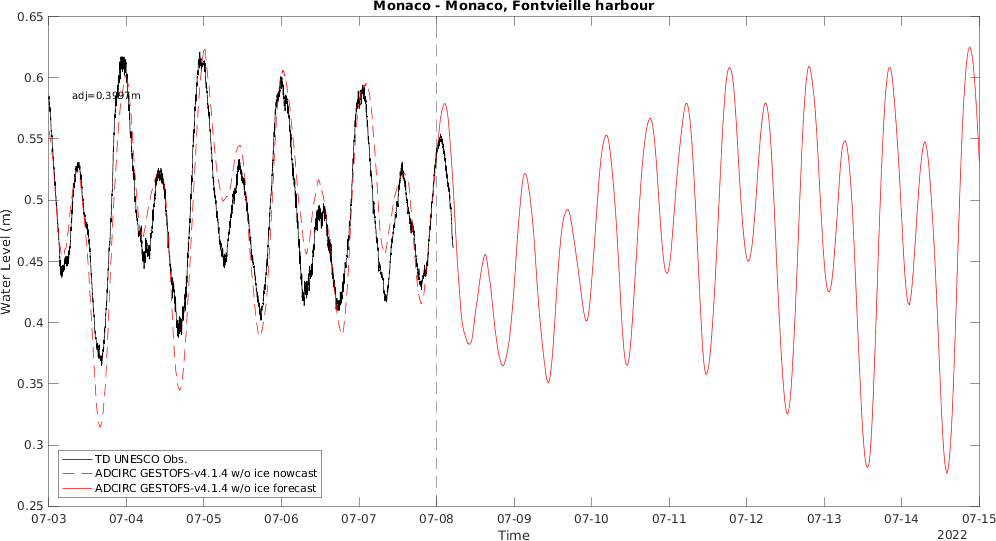 Monaco - Monaco, Fontvieille harbour
0.65
0.6
0.55
0.5
0.45
0.4
0.35
0.3
0.25
Water Level (m)
adj=0.3997m
TD UNESCO Obs.
ADCIRC GESTOFS-v4.1.4 w/o ice nowcast
ADCIRC GESTOFS-v4.1.4 w/o ice forecast
07-03 07-04 07-05 07-06 07-07 07-08 07-09 07-10 07-11 07-12 07-13 07-14 07-15
Time
2022